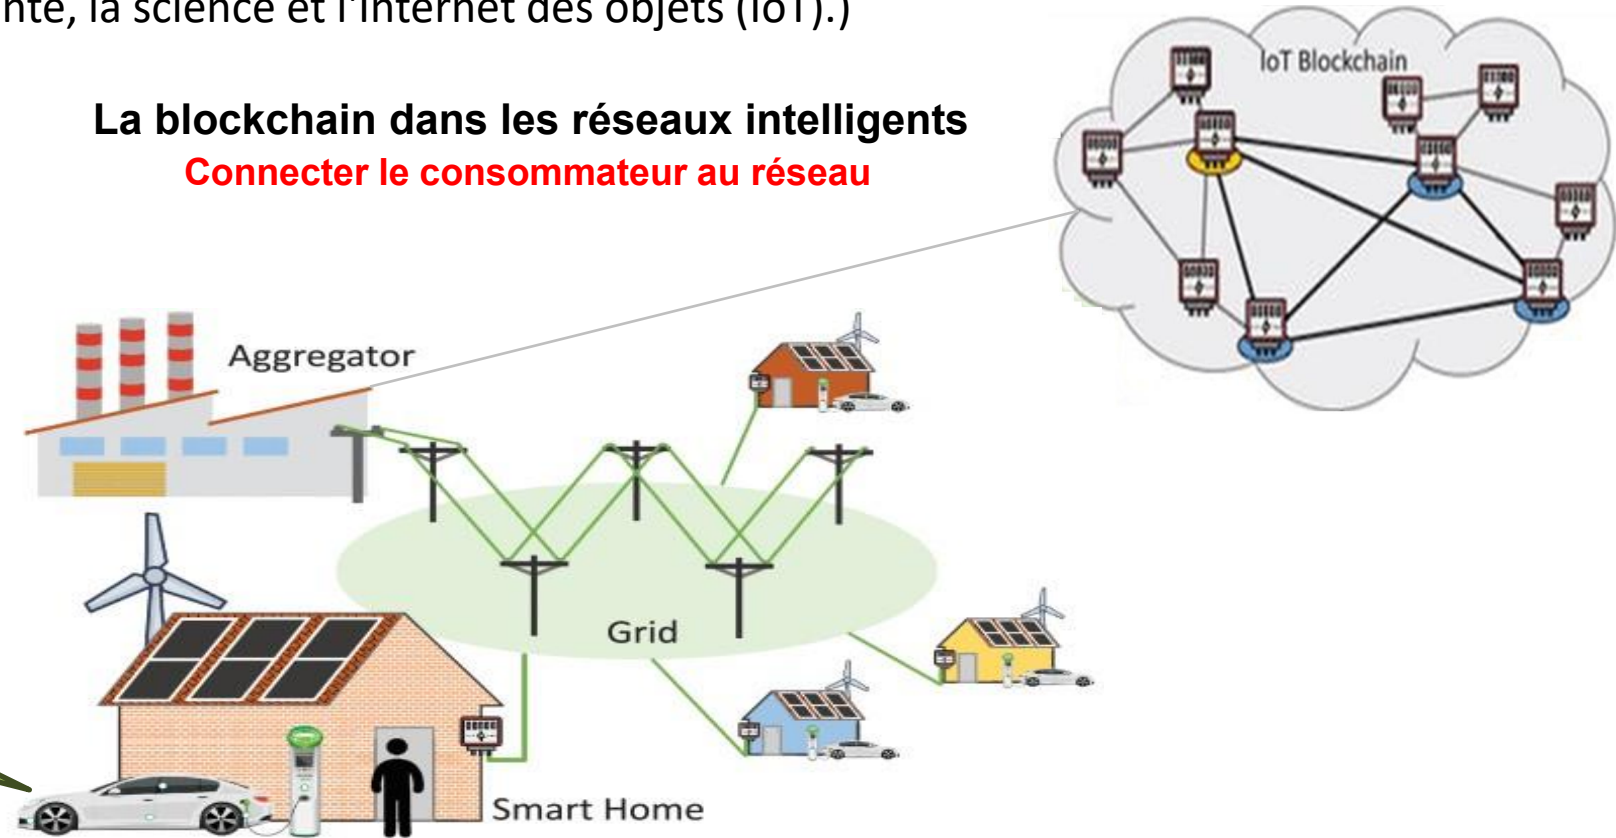 la science et l'Internet des objets (IoT).)
La blockchain dans les réseaux intelligents
Connecter le consommateur au réseau
IoT Blockchain
Aggregator
Grid
Smart Home